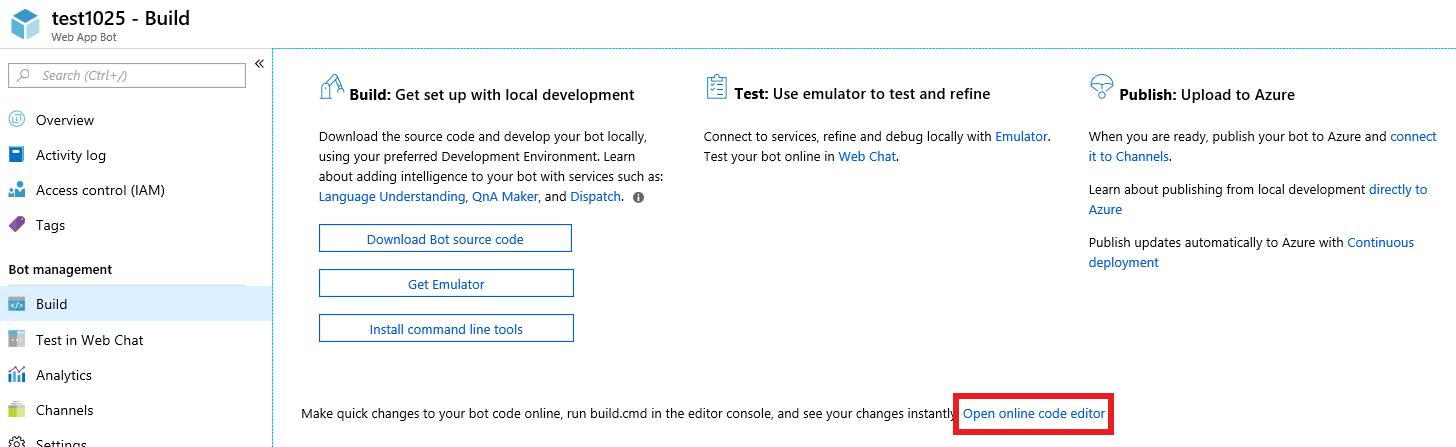 test1025 - Build
Web App Bot
Search (Ctrl+/)
«
Overview
Activity log
Access control (IAM)
Tags
Bot management
Build
Test in Web Chat
Analytics
Channels
Settings
Build: Get set up with local development
Download the source code and develop your bot locally,
using your preferred Development Environment. Learn
about adding intelligence to your bot with services such as:
Language Understanding, QnA Maker, and Dispatch.
Download Bot source code
Get Emulator
Install command line tools
Test: Use emulator to test and refine
Connect to services, refine and debug locally with Emulator.
Test your bot online in Web Chat.
Publish: Upload to Azure
When you are ready, publish your bot to Azure and connect
it to Channels.
Learn about publishing from local development directly to
Azure
Publish updates automatically to Azure with Continuous
deployment
Make quick changes to your bot code online, run build.cmd in the editor console, and see your changes instantly Open online code editor